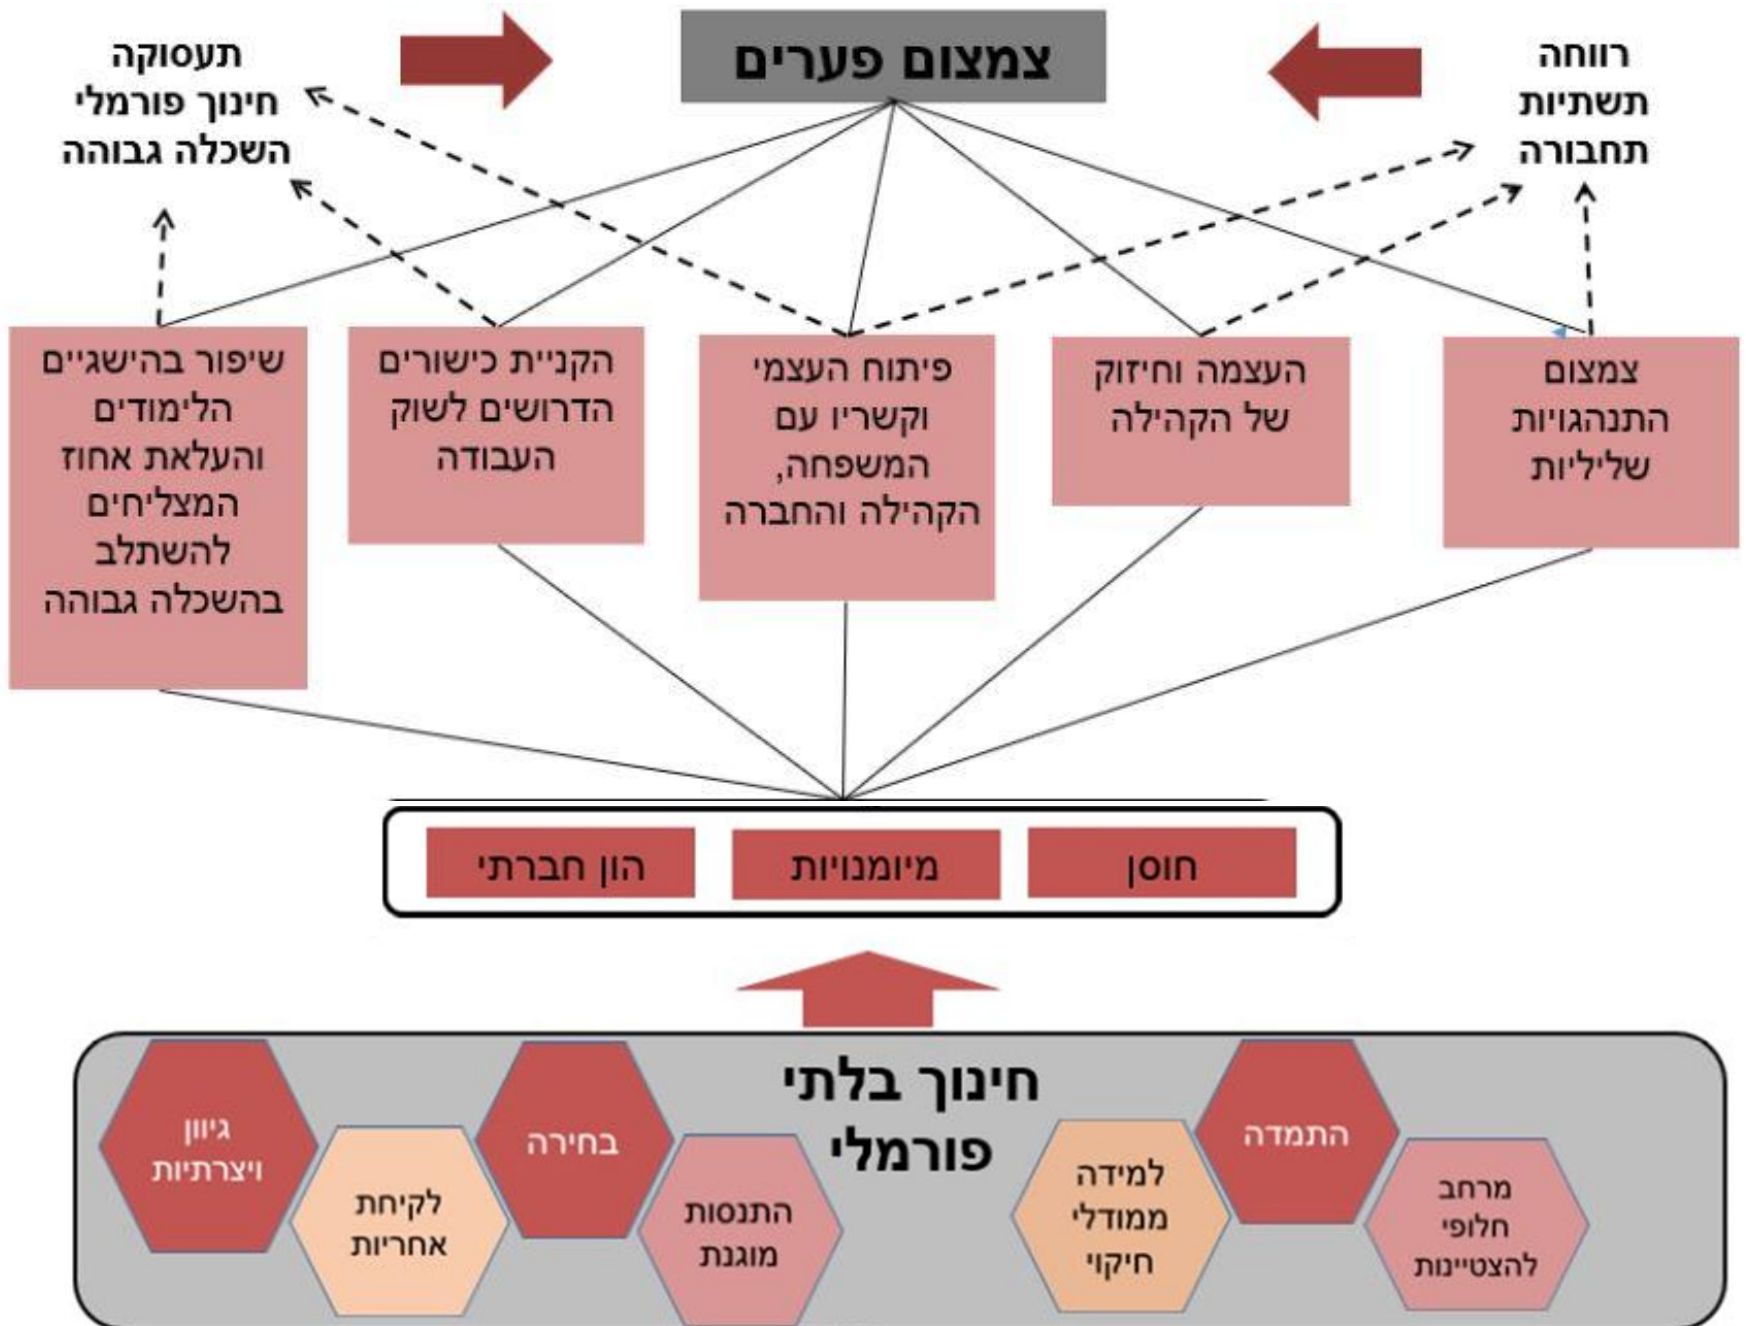 צמצום פערים
רווחה
תשתיות
תחבורה
תעסוקה
חינוך פורמלי
השכלה גבוהה
צמצום
התנהגויות
שליליות
העצמה וחיזוק
של הקהילה
פיתוח העצמי
וקשריו עם
המשפחה,
הקהילה והחברה
הקניית כישורים
הדרושים לשוק
העבודה
שיפור בהישגיים
הלימודים
והעלאת אחוז
המצליחים
להשתלב
בהשכלה גבוהה
חוסן
מיומנויות
הון חברתי
חינוך בלתי
פורמלי
מרחב
חלופי
להצטיינות
התמדה
למידה
ממודלי
חיקוי
התנסות
מוגנת
בחירה
לקיחת
אחריות
גיוון
ויצרתיות